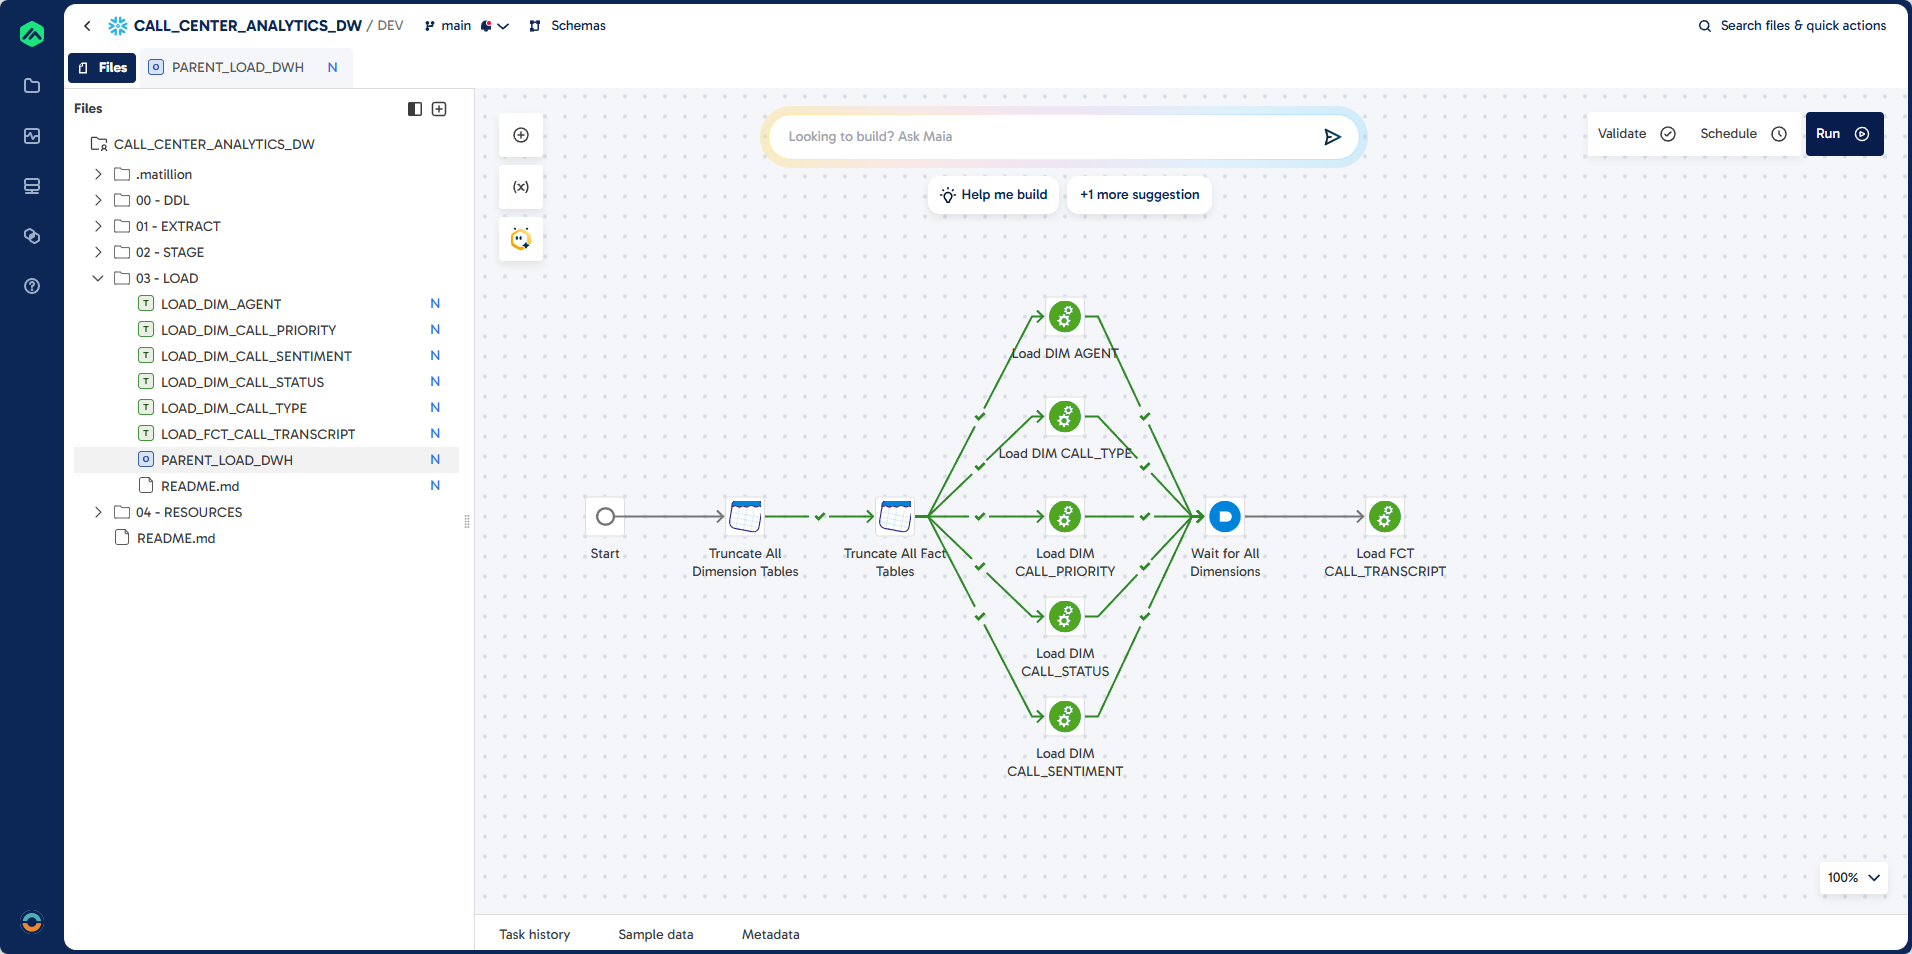 CALL_CENTER_ANALYTICS_DW / DEV
main
Schemas
Search files & quick actions
Files
PARENT_LOAD_DWH N
Files
CALL_CENTER_ANALYTICS_DW
.matillion
00 - DDL
01 - EXTRACT
02 - STAGE
03 - LOAD
T LOAD_DIM_AGENT N
T LOAD_DIM_CALL_PRIORITY N
T LOAD_DIM_CALL_SENTIMENT N
T LOAD_DIM_CALL_STATUS N
T LOAD_DIM_CALL_TYPE N
T LOAD_FCT_CALL_TRANSCRIPT N
O PARENT_LOAD_DWH N
README.md N
04 - RESOURCES
README.md
(x)
Looking to build? Ask Maia
Help me build
+1 more suggestion
Validate
Schedule
Run
Load DIM AGENT
Load DIM CALL_TYPE
Start
Truncate All
Dimension Tables
Truncate All Fact
Tables
Load DIM
CALL_PRIORITY
Wait for All
Dimensions
Load FCT
CALL_TRANSCRIPT
Load DIM
CALL_STATUS
Load DIM
CALL_SENTIMENT
100%
Task history
Sample data
Metadata